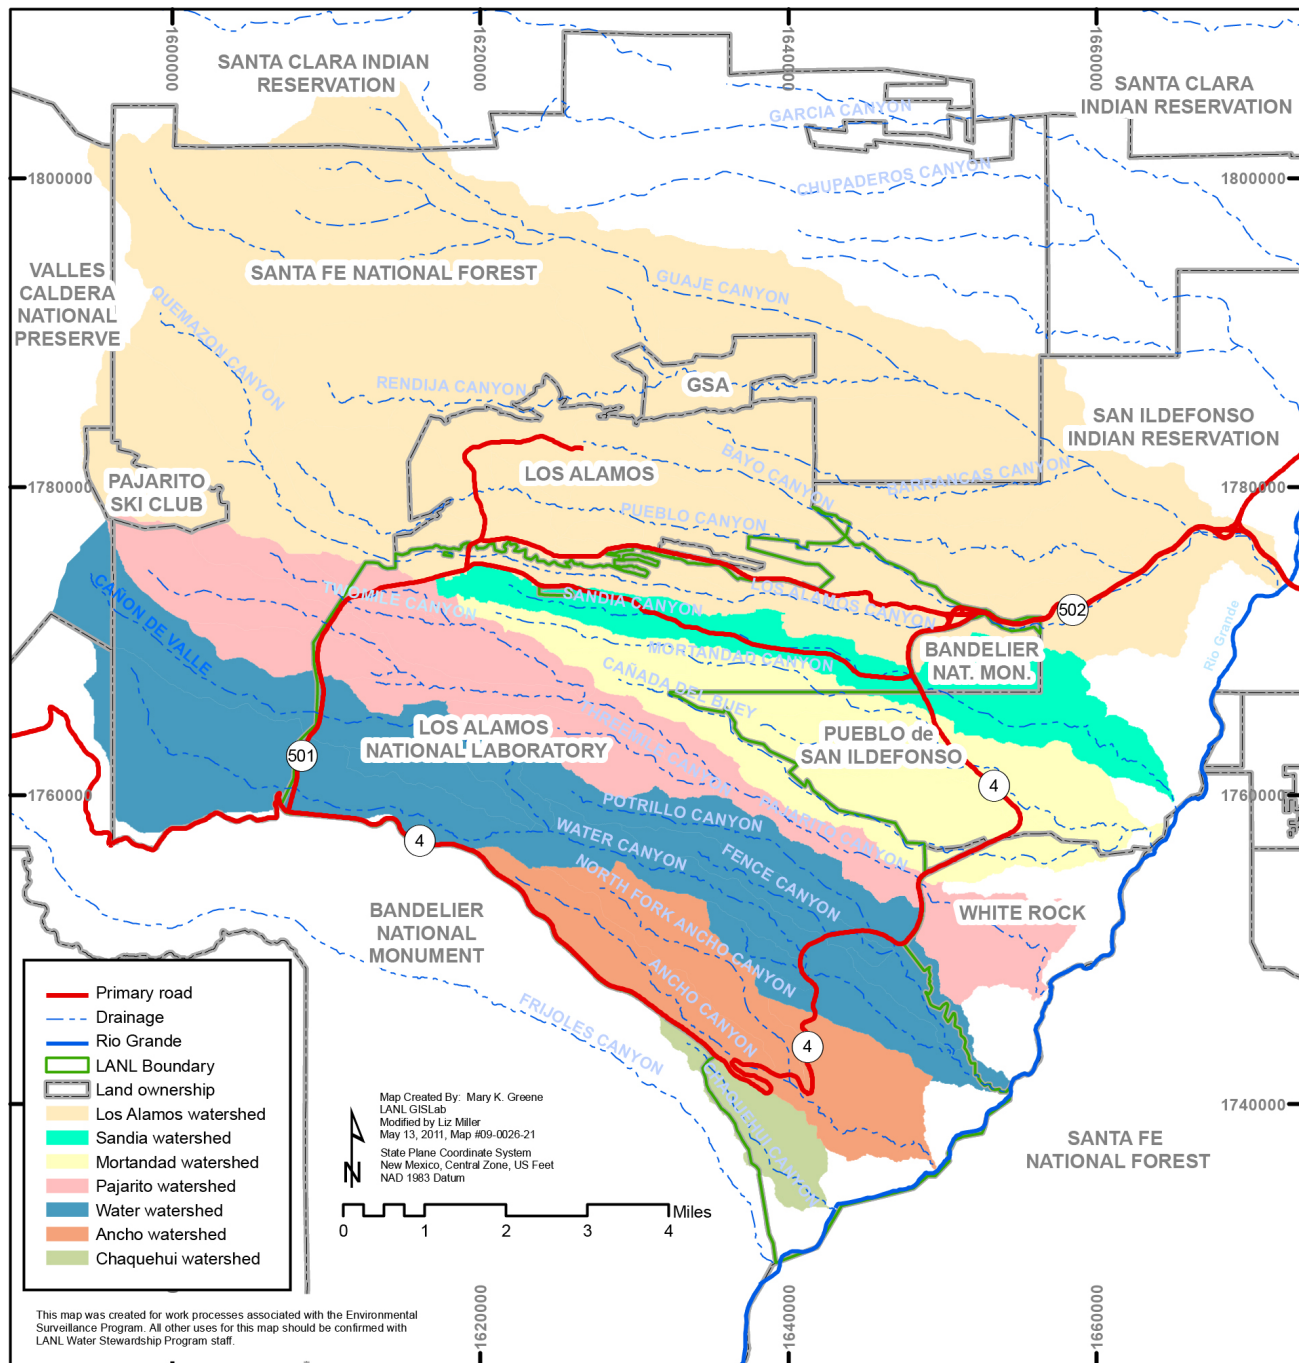 1600000
1620000
1640000
1660000
SANTA CLARA INDIAN
RESERVATION
SANTA CLARA
INDIAN RESERVATION
GARCIA CANYON
CHUPADEROS CANYON
1800000
1800000
VALLES
CALDERA
NATIONAL
PRESERVE
SANTA FE NATIONAL FOREST
GUAJE CANYON
QUEMAZON CANYON
RENDIJA CANYON
GSA
SAN ILDEFONSO
INDIAN RESERVATION
BAYO CANYON
BARRANCAS CANYON
LOS ALAMOS
PAJARITO
SKI CLUB
1780000
1780000
PUEBLO CANYON
CAÑON DE VALLE
TWOMILE CANYON
SANDIA CANYON
LOS ALAMOS CANYON
502
Rio Grande
MORTANDAD CANYON
BANDELIER
NAT. MON.
CAÑADA DEL BUEY
THREEMILE CANYON
LOS ALAMOS
NATIONAL LABORATORY
PUEBLO de
SAN ILDEFONSO
501
4
1760000
1760000
PAJARITO CANYON
POTRILLO CANYON
WATER CANYON
FENCE CANYON
4
NORTH FORK ANCHO CANYON
WHITE ROCK
BANDELIER
NATIONAL
MONUMENT
ANCHO CANYON
FRIJOLES CANYON
4
CHAQUEHUI CANYON
1740000
SANTA FE
NATIONAL FOREST
Primary road
Drainage
Rio Grande
LANL Boundary
Land ownership
Los Alamos watershed
Sandia watershed
Mortandad watershed
Pajarito watershed
Water watershed
Ancho watershed
Chaquehui watershed
Map Created By: Mary K. Greene
LANL GISLab
Modified by Liz Miller
May 13, 2011, Map #09-0026-21
State Plane Coordinate System
New Mexico, Central Zone, US Feet
NAD 1983 Datum
N
Miles
0 1 2 3 4
1620000
1640000
1660000
This map was created for work processes associated with the Environmental
Surveillance Program. All other uses for this map should be confirmed with
LANL Water Stewardship Program staff.